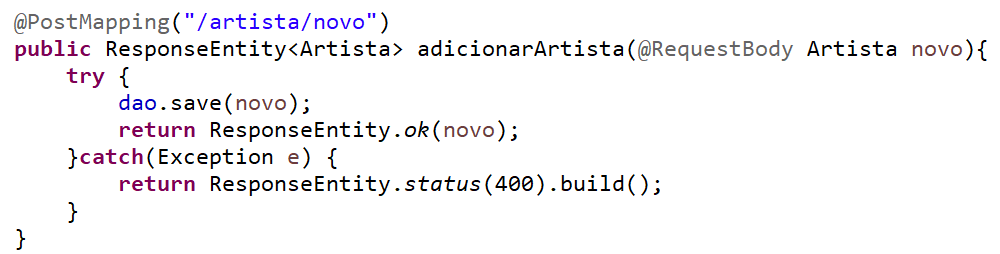 @PostMapping("/artista/novo")
public ResponseEntity<Artista> adicionarArtista(@RequestBody Artista novo){
    try {
        dao.save(novo);
        return ResponseEntity.ok(novo);
    }catch(Exception e) {
        return ResponseEntity.status(400).build();
    }
}